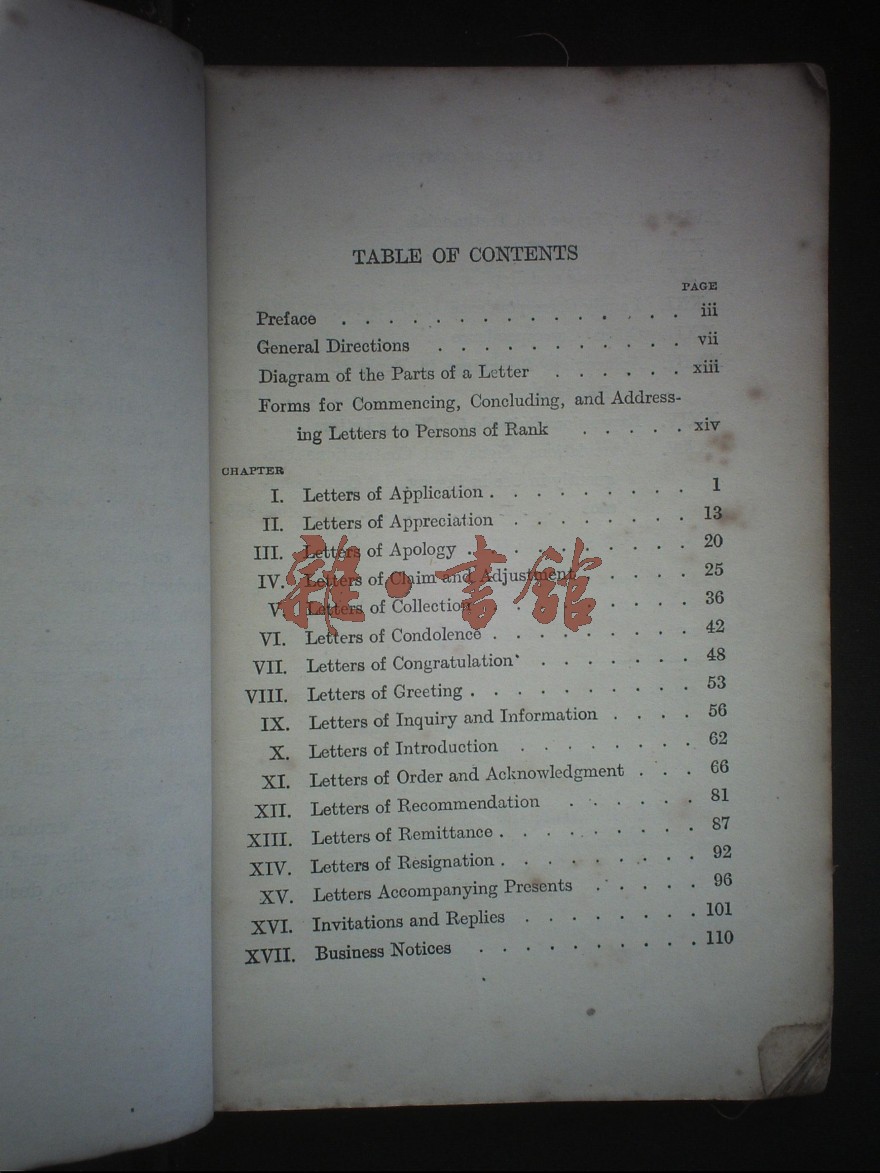 TABLE OF CONTENTS
PAGE
Preface . . . . . . . . . . . . . . . iii
General Directions . . . . . . . . . . . vii
Diagram of the Parts of a Letter . . . . . . xiii
Forms for Commencing, Concluding, and Address-
ing Letters to Persons of Rank . . . . . xiv
CHAPTER
I. Letters of Application . . . . . . . . . 1
II. Letters of Appreciation . . . . . . . . 13
III. Letters of Apology . . . . . . . . . . 20
IV. Letters of Claim and Adjustment . . . . . 25
V. Letters of Collection . . . . . . . . . 36
VI. Letters of Condolence . . . . . . . . . 42
VII. Letters of Congratulation . . . . . . . 48
VIII. Letters of Greeting . . . . . . . . . . 53
IX. Letters of Inquiry and Information . . . . 56
X. Letters of Introduction . . . . . . . . 62
XI. Letters of Order and Acknowledgment . . . 66
XII. Letters of Recommendation . . . . . . 81
XIII. Letters of Remittance . . . . . . . . . 87
XIV. Letters of Resignation . . . . . . . . . 92
XV. Letters Accompanying Presents . . . . . 96
XVI. Invitations and Replies . . . . . . . . 101
XVII. Business Notices . . . . . . . . . . 110
雜·書館